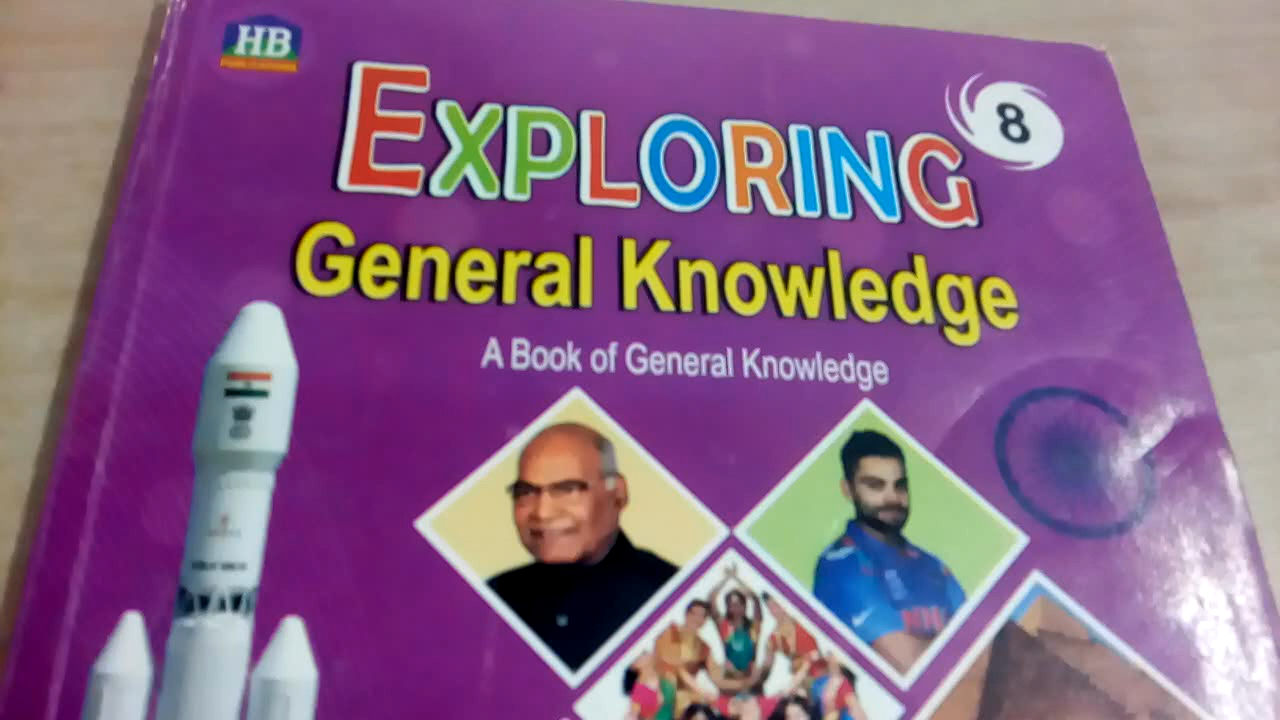 HB
EXPLORING
8
General Knowledge
A Book of General Knowledge